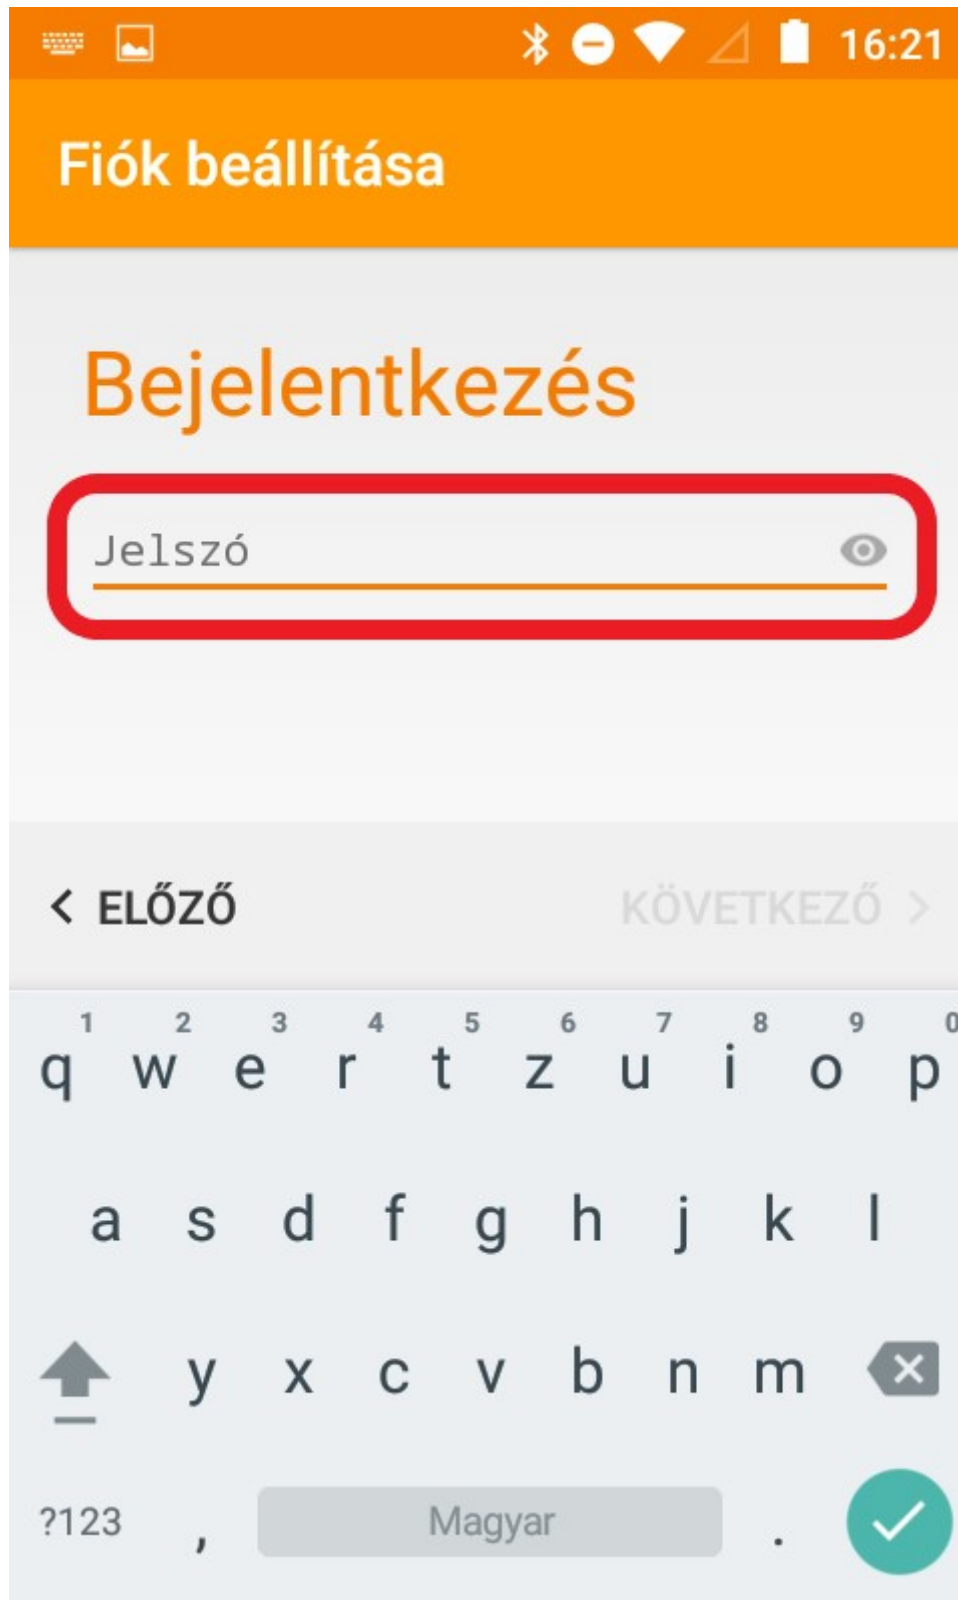 16:21
Fiók beállítása
Bejelentkezés
Jelszó
< ELŐZŐ KÖVETKEZŐ >
1 2 3 4 5 6 7 8 9 0
q w e r t z u i o p
a s d f g h j k l
y x c v b n m
?123 , Magyar .